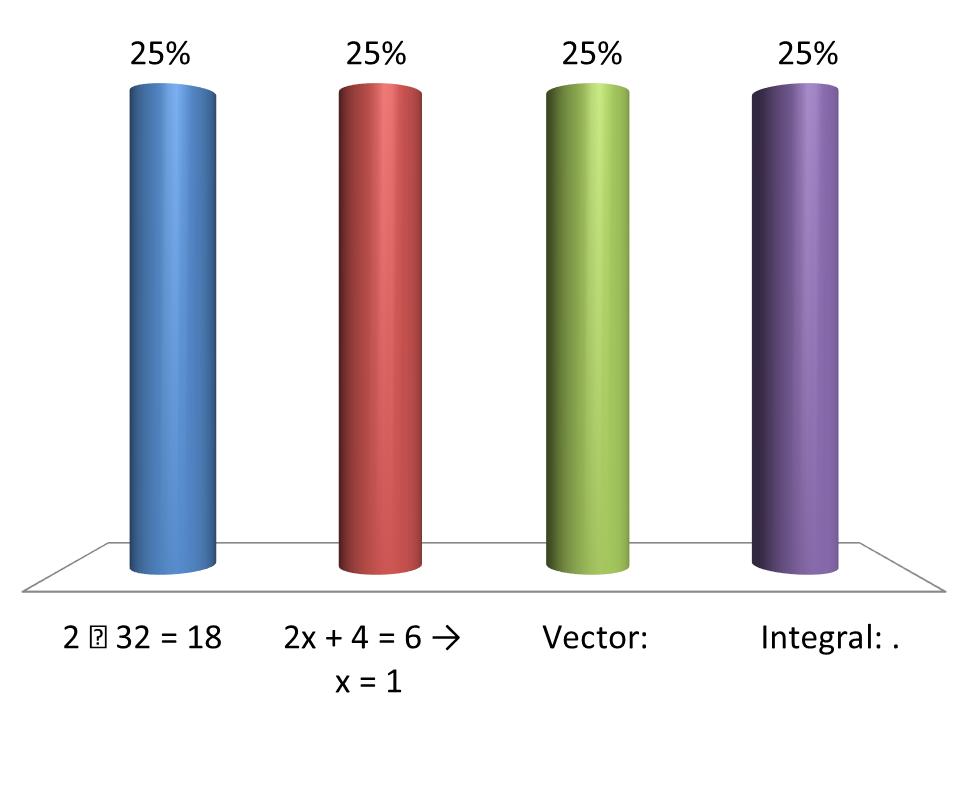 25% 25% 25% 25%
2 ⍰ 32 = 18 2x + 4 = 6 → Vector: Integral: .
x = 1